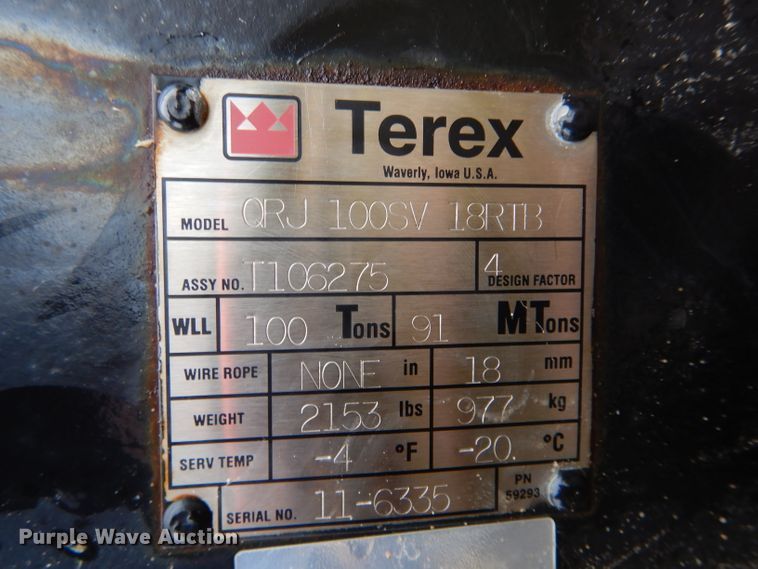 Terex
Waverly, Iowa U.S.A.
MODEL QRJ 100SV 18RTB
ASSY NO. T106275 4 DESIGN FACTOR
WLL 100 Tons 91 MTons
WIRE ROPE NONE in 18 mm
WEIGHT 2153 lbs 977 kg
SERV TEMP -4 °F -20. °C
SERIAL NO. 11-6335 PN 59293
Purple Wave Auction